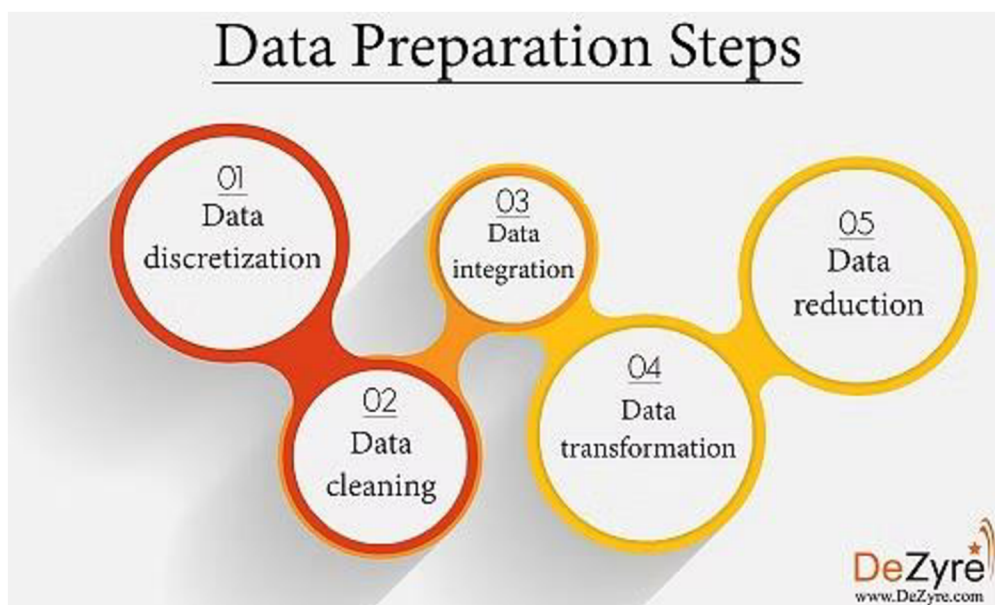 Data Preparation Steps
01
Data
discretization
02
Data
cleaning
03
Data
integration
04
Data
transformation
05
Data
reduction
DeZyre
www.DeZyre.com